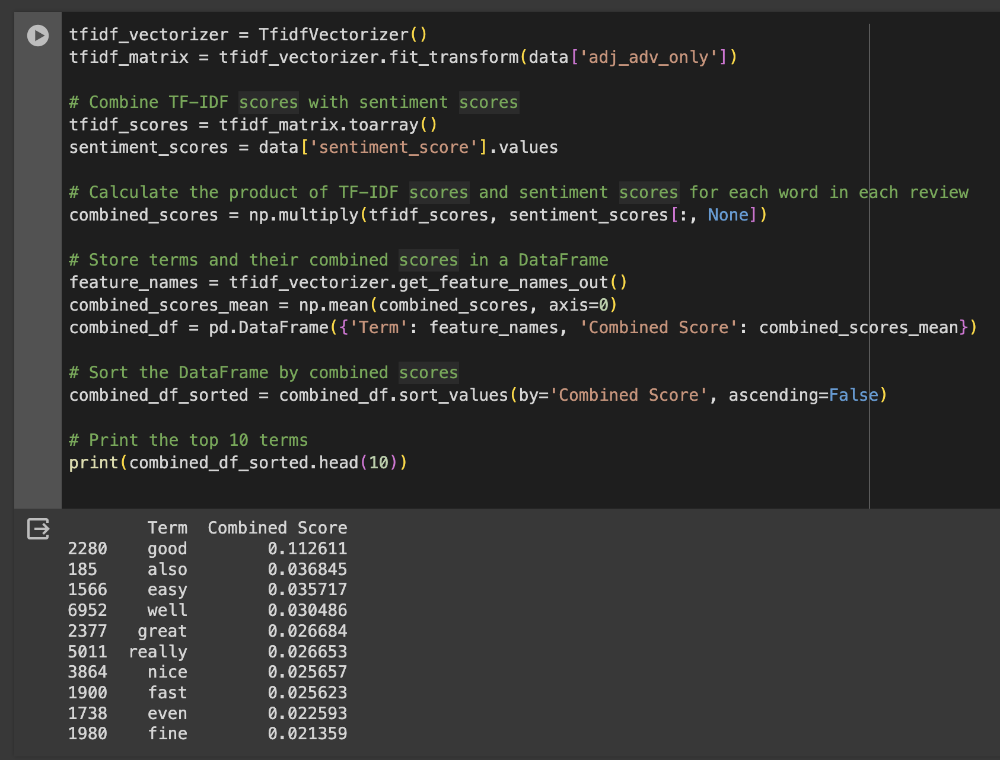 tfidf_vectorizer = TfidfVectorizer()
tfidf_matrix = tfidf_vectorizer.fit_transform(data['adj_adv_only'])
# Combine TF-IDF scores with sentiment scores
tfidf_scores = tfidf_matrix.toarray()
sentiment_scores = data['sentiment_score'].values
# Calculate the product of TF-IDF scores and sentiment scores for each word in each review
combined_scores = np.multiply(tfidf_scores, sentiment_scores[:, None])
# Store terms and their combined scores in a DataFrame
feature_names = tfidf_vectorizer.get_feature_names_out()
combined_scores_mean = np.mean(combined_scores, axis=0)
combined_df = pd.DataFrame({'Term': feature_names, 'Combined Score': combined_scores_mean})
# Sort the DataFrame by combined scores
combined_df_sorted = combined_df.sort_values(by='Combined Score', ascending=False)
# Print the top 10 terms
print(combined_df_sorted.head(10))
Term Combined Score
2280 good 0.112611
185 also 0.036845
1566 easy 0.035717
6952 well 0.030486
2377 great 0.026684
5011 really 0.026653
3864 nice 0.025657
1900 fast 0.025623
1738 even 0.022593
1980 fine 0.021359